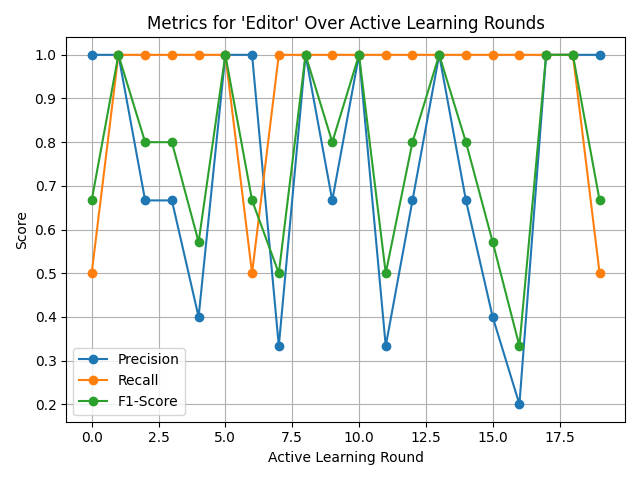 Metrics for 'Editor' Over Active Learning Rounds
1.0
0.9
0.8
0.7
0.6
0.5
0.4
0.3
0.2
Score
Precision
Recall
F1-Score
0.0 2.5 5.0 7.5 10.0 12.5 15.0 17.5
Active Learning Round